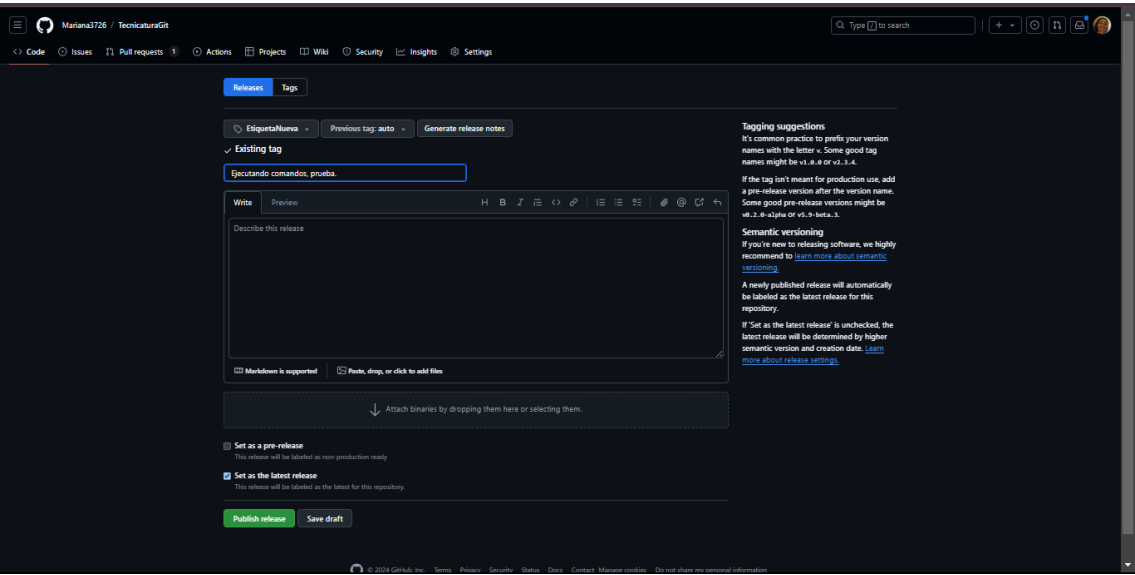 Mariana3726 / TecnicaturaGit
Type / to search
Code Issues Pull requests 1 Actions Projects Wiki Security Insights Settings
Releases Tags
EtiquetaNueva Previous tag: auto Generate release notes
Existing tag
Ejecutando comandos, prueba.
Write Preview
Describe this release
Markdown is supported Paste, drop, or click to add files
Attach binaries by dropping them here or selecting them.
Set as a pre-release
This release will be labeled as non-production ready
Set as the latest release
This release will be labeled as the latest for this repository.
Publish release Save draft
Tagging suggestions
It's common practice to prefix your version
names with the letter v. Some good tag
names might be v1.0.0 or v2.3.4.
If the tag isn't meant for production use, add
a pre-release version after the version name.
Some good pre-release versions might be
v0.2.0-alpha or v5.9-beta.3.
Semantic versioning
If you're new to releasing software, we highly
recommend to learn more about semantic
versioning.
A newly published release will automatically
be labeled as the latest release for this
repository.
If 'Set as the latest release' is unchecked, the
latest release will be determined by higher
semantic version and creation date. Learn
more about release settings.
© 2024 GitHub, Inc. Terms Privacy Security Status Docs Contact Manage cookies Do not share my personal information